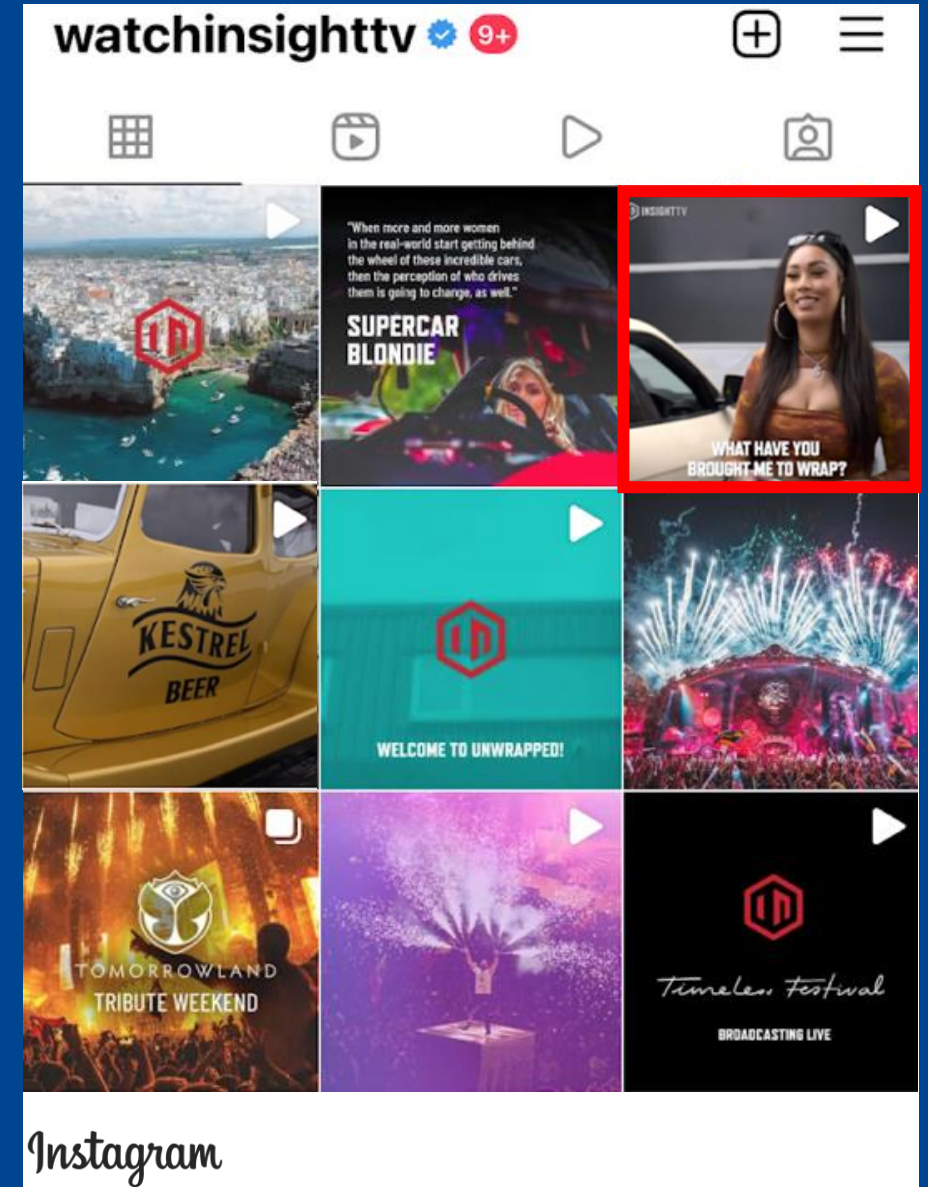 watchinsighttv 9+
"When more and more women
in the real-world start getting behind
the wheel of these incredible cars,
then the perception of who drives
them is going to change, as well."
SUPERCAR
BLONDIE
INSIGHTTV
WHAT HAVE YOU
BROUGHT ME TO WRAP?
KESTREL
BEER
WELCOME TO UNWRAPPED!
TOMORROWLAND
TRIBUTE WEEKEND
Timeless Festival
BROADCASTING LIVE
Instagram